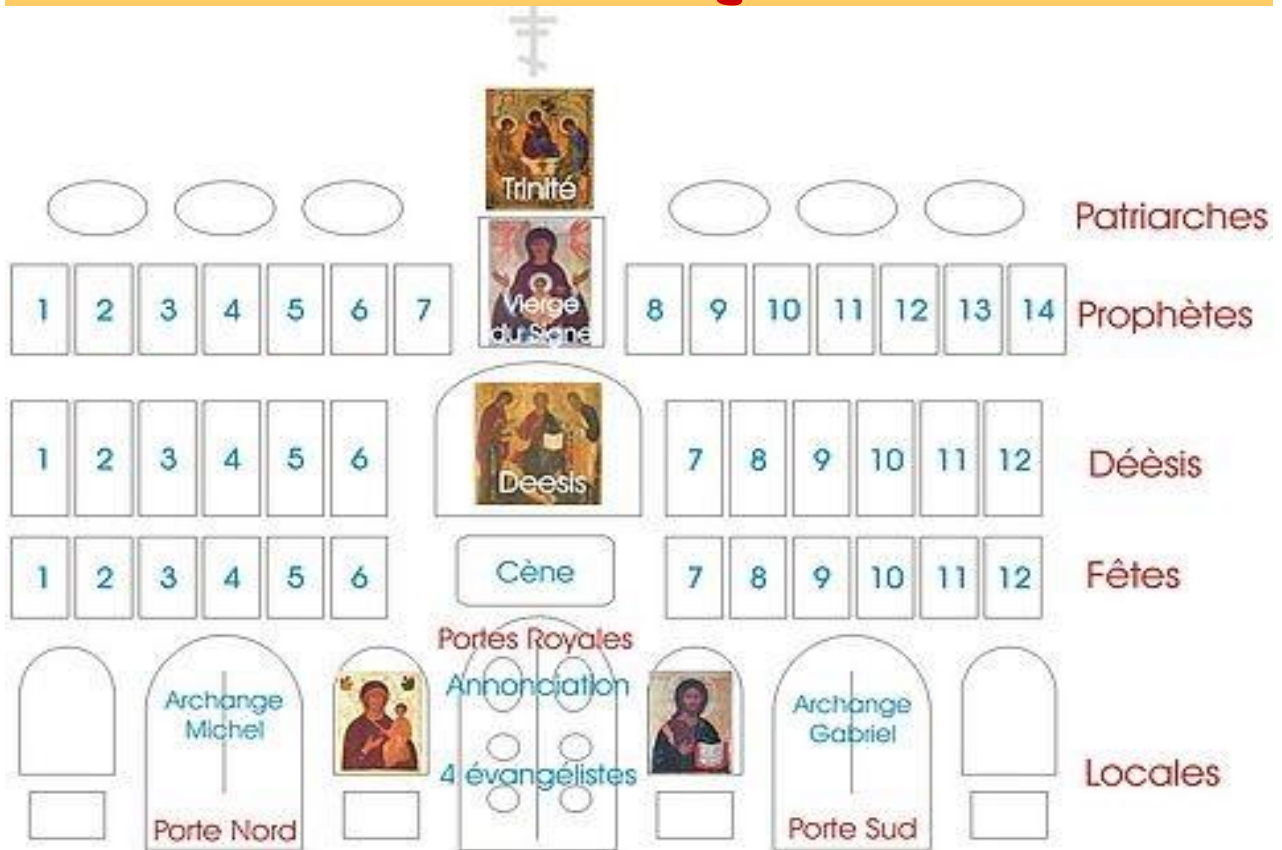 Trinité
Patriarches
1 2 3 4 5 6 7
Vierge
du Signe
8 9 10 11 12 13 14
Prophètes
1 2 3 4 5 6
Deesis
7 8 9 10 11 12
Déèsis
1 2 3 4 5 6
Cène
7 8 9 10 11 12
Fêtes
Portes Royales
Archange
Michel
Annonciation
Archange
Gabriel
4 évangélistes
Locales
Porte Nord
Porte Sud